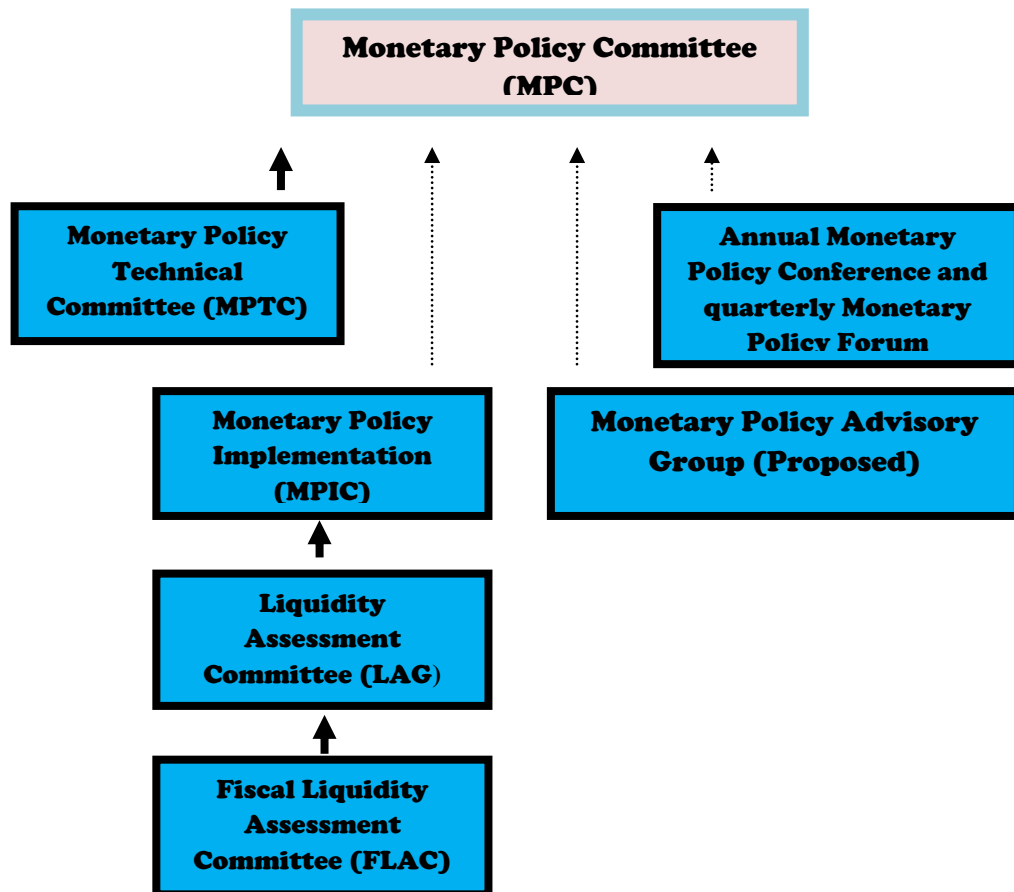 Monetary Policy Committee
(MPC)
Monetary Policy
Technical
Committee (MPTC)
Annual Monetary
Policy Conference and
quarterly Monetary
Policy Forum
Monetary Policy
Implementation
(MPIC)
Monetary Policy Advisory
Group (Proposed)
Liquidity
Assessment
Committee (LAG)
Fiscal Liquidity
Assessment
Committee (FLAC)